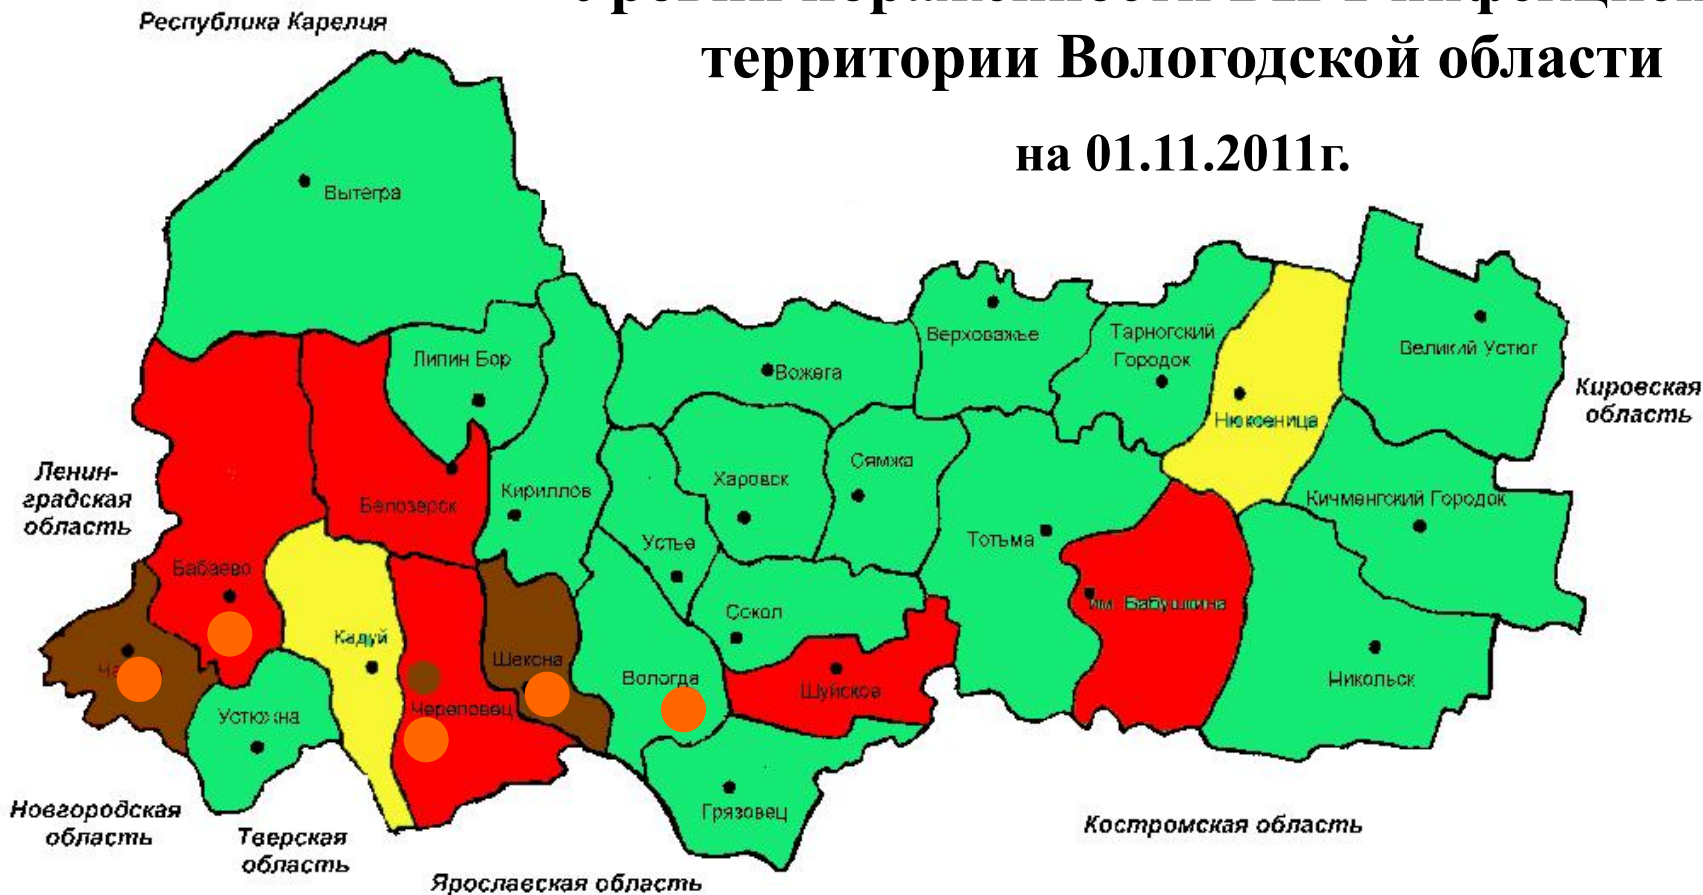 Республика Карелия
территории Вологодской области
на 01.11.2011г.
Вытегра
Липин Бор
Вожега
Верховажье
Тарногский
Городок
Великий Устюг
Кировская
область
Нюксеница
Ленин-
градская
область
Белозерск
Кириллов
Харовск
Сямжа
Кичменгский Городок
Тотьма
Устье
Бабаево
им. Бабушкина
Сокол
Кадуй
Шексна
Вологда
Шуйское
Никольск
Устюжна
Череповец
Грязовец
Новгородская
область
Тверская
область
Костромская область
Ярославская область